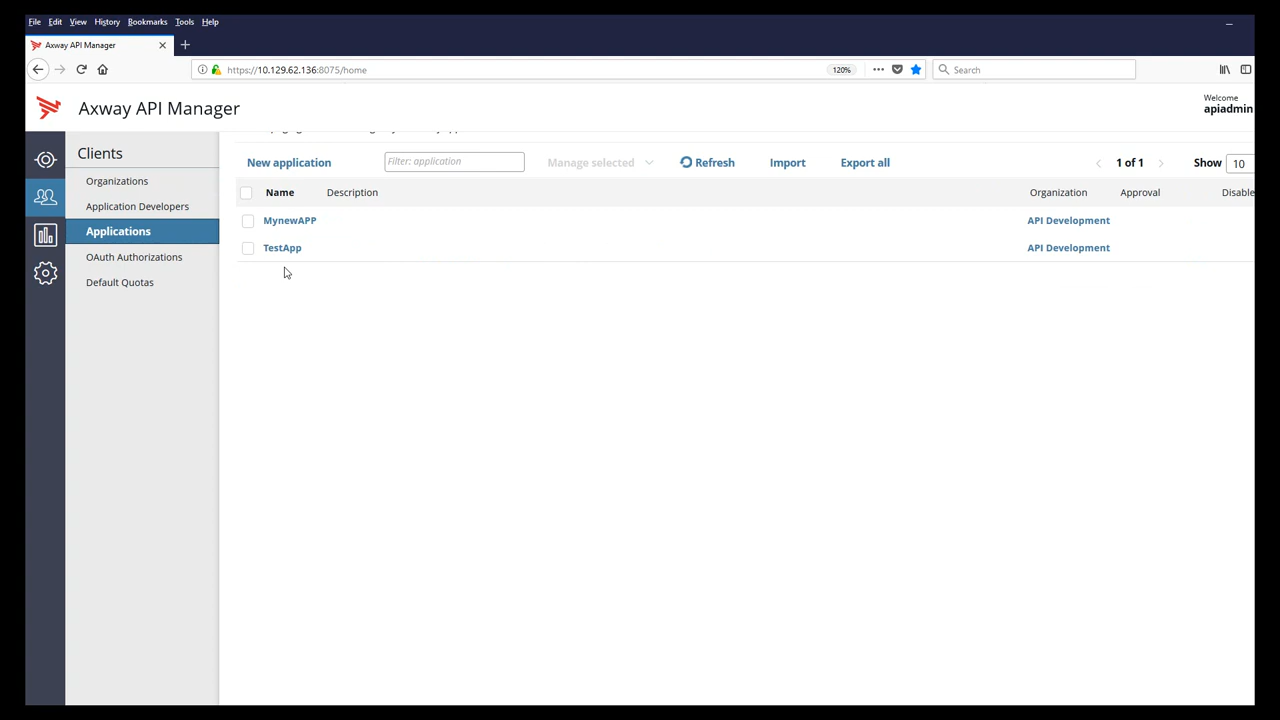 File Edit View History Bookmarks Tools Help
Axway API Manager
https://10.129.62.136:8075/home 120% Search
Axway API Manager
Welcome
apiadmin
Clients
Organizations
Application Developers
Applications
OAuth Authorizations
Default Quotas
New application Filter: application Manage selected Refresh Import Export all 1 of 1 Show 10
Name Description Organization Approval Disable
MynewAPP API Development
TestApp API Development